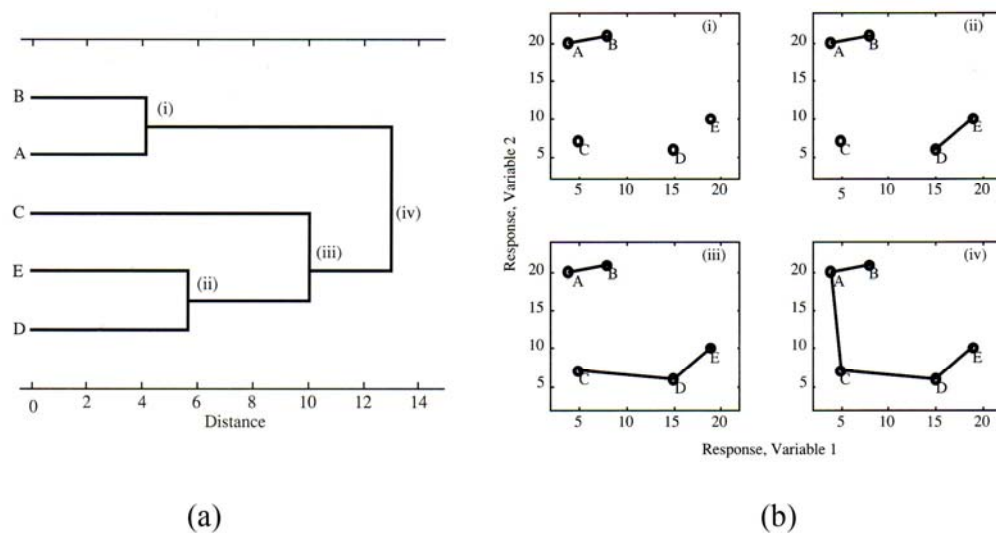 B
A
C
E
D
(i)
(ii)
(iii)
(iv)
0 2 4 6 8 10 12 14
Distance
(a)
Response, Variable 2
(i)
20
15
10
5
A
B
C
D
E
5 10 15 20
(ii)
20
15
10
5
A
B
C
D
E
5 10 15 20
(iii)
20
15
10
5
A
B
C
D
E
5 10 15 20
(iv)
20
15
10
5
A
B
C
D
E
5 10 15 20
Response, Variable 1
(b)